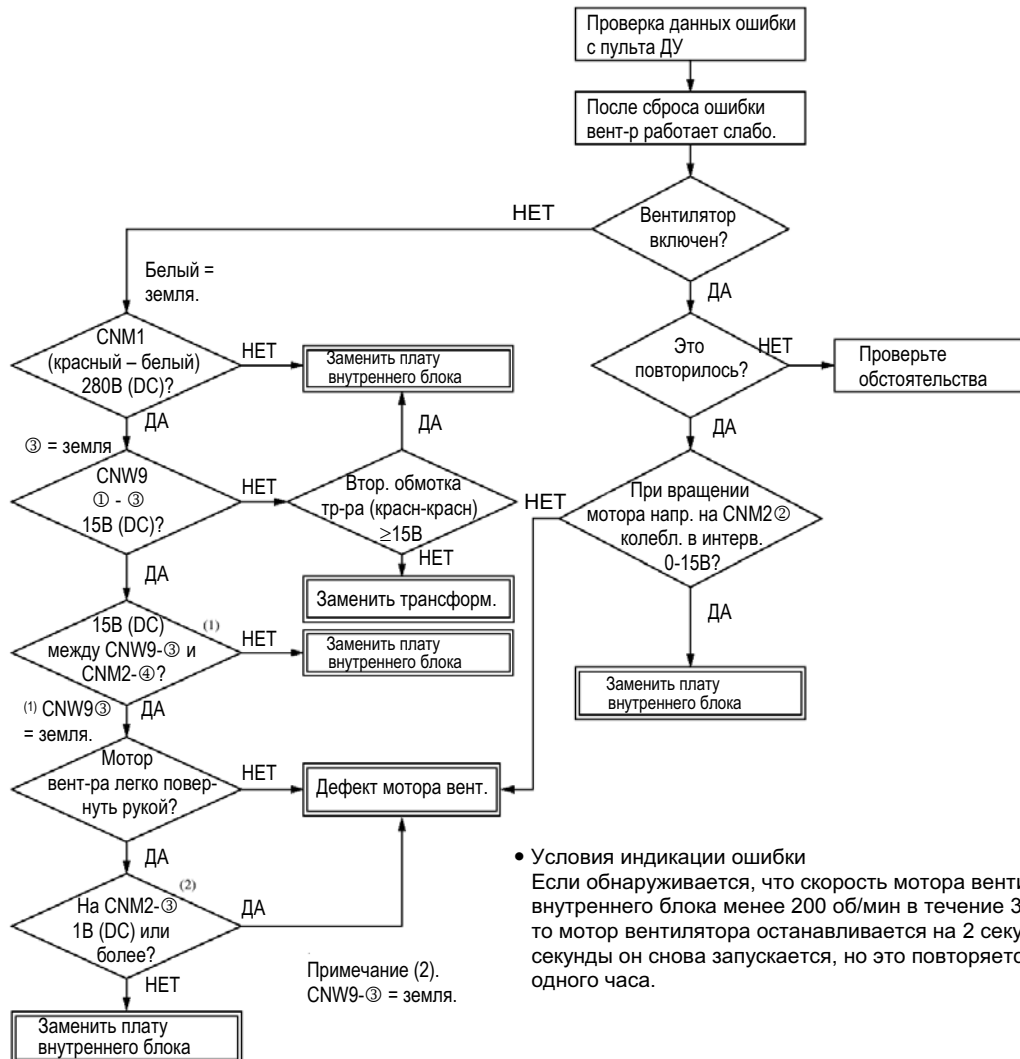 Проверка данных ошибки
с пульта ДУ
После сброса ошибки
вент-р работает слабо.
Вентилятор
включен?
НЕТ
ДА
Белый =
земля.
CNM1
(красный – белый)
280В (DC)?
НЕТ
Заменить плату
внутреннего блока
ДА
Это
повторилось?
НЕТ
Проверьте
обстоятельства
ДА
③ = земля
CNW9
① - ③
15В (DC)?
НЕТ
Втор. обмотка
тр-ра (красн-красн)
≥15В
ДА
НЕТ
Заменить трансформ.
При вращении
мотора напр. на CNM2②
колебл. в интерв.
0-15В?
НЕТ
ДА
Заменить плату
внутреннего блока
ДА
15В (DC) (1)
между CNW9-③ и
CNM2-④?
НЕТ
Заменить плату
внутреннего блока
(1) CNW9③
= земля.
ДА
Мотор
вент-ра легко повер-
нуть рукой?
НЕТ
Дефект мотора вент.
ДА
(2)
На CNM2-③
1В (DC) или
более?
ДА
НЕТ
Заменить плату
внутреннего блока
Примечание (2).
CNW9-③ = земля.
• Условия индикации ошибки
Если обнаруживается, что скорость мотора
внутреннего блока менее 200 об/мин в течение
то мотор вентилятора останавливается на 2
секунды он снова запускается, но это
одного часа.